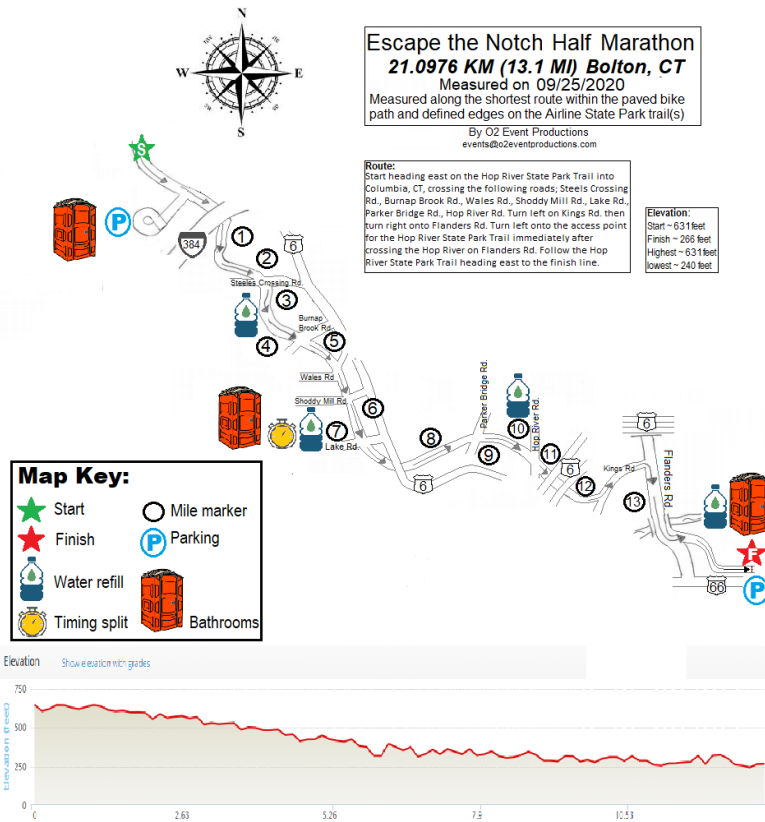 N
W
E
S
Escape the Notch Half Marathon
21.0976 KM (13.1 MI) Bolton, CT
Measured on 09/25/2020
Measured along the shortest route within the paved bike
path and defined edges on the Airline State Park trail(s)
By O2 Event Productions
events@o2eventproductions.com
Route:
Start heading east on the Hop River State Park Trail into
Columbia, CT, crossing the following roads; Steels Crossing
Rd., Burnap Brook Rd., Wales Rd., Shoddy Mill Rd., Lake Rd.,
Parker Bridge Rd., Hop River Rd. Turn left on Kings Rd. then
turn right onto Flanders Rd. Turn left onto the access point
for the Hop River State Park Trail immediately after
crossing the Hop River on Flanders Rd. Follow the Hop
River State Park Trail heading east to the finish line.
Elevation:
Start ~ 631 feet
Finish ~ 266 feet
Highest ~ 631 feet
lowest ~ 240 feet
S
P
384
1
6
2
Steeles Crossing Rd.
3
Burnap
Brook Rd.
4
5
Wales Rd
Shoddy Mill Rd.
6
7
Lake Rd.
8
Parker Bridge Rd.
9
10
Hop River Rd.
11
6
6
12
Kings Rd
13
6
Flanders Rd.
F
66
P
Map Key:
Start
Mile marker
Finish
P
Parking
Water refill
Timing split
Bathrooms
Elevation
Show elevation with grades
Elevation (feet)
750
500
250
0
0
2.63
5.26
7.9
10.53